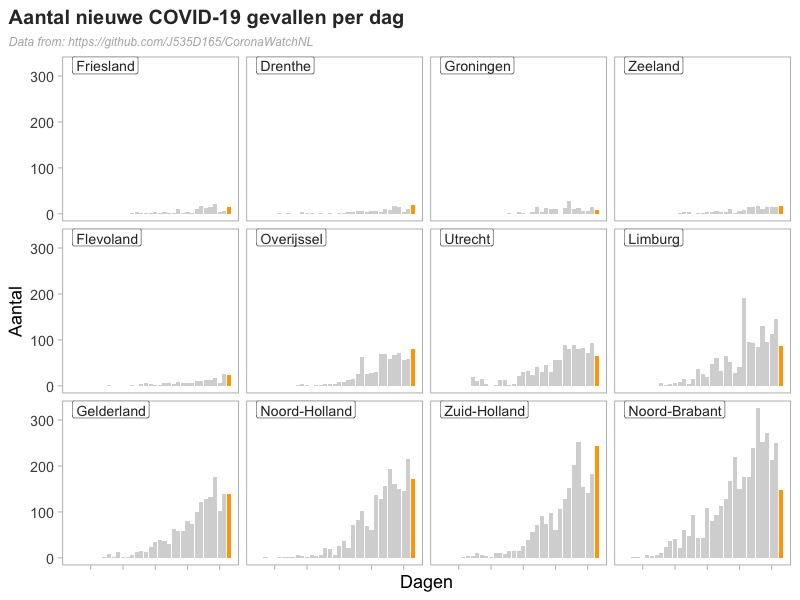 Aantal nieuwe COVID-19 gevallen per dag
Data from: https://github.com/J535D165/CoronaWatchNL
Friesland
Drenthe
Groningen
Zeeland
300
200
100
0
Flevoland
Overijssel
Utrecht
Limburg
300
200
100
0
Aantal
Gelderland
Noord-Holland
Zuid-Holland
Noord-Brabant
300
200
100
0
Dagen